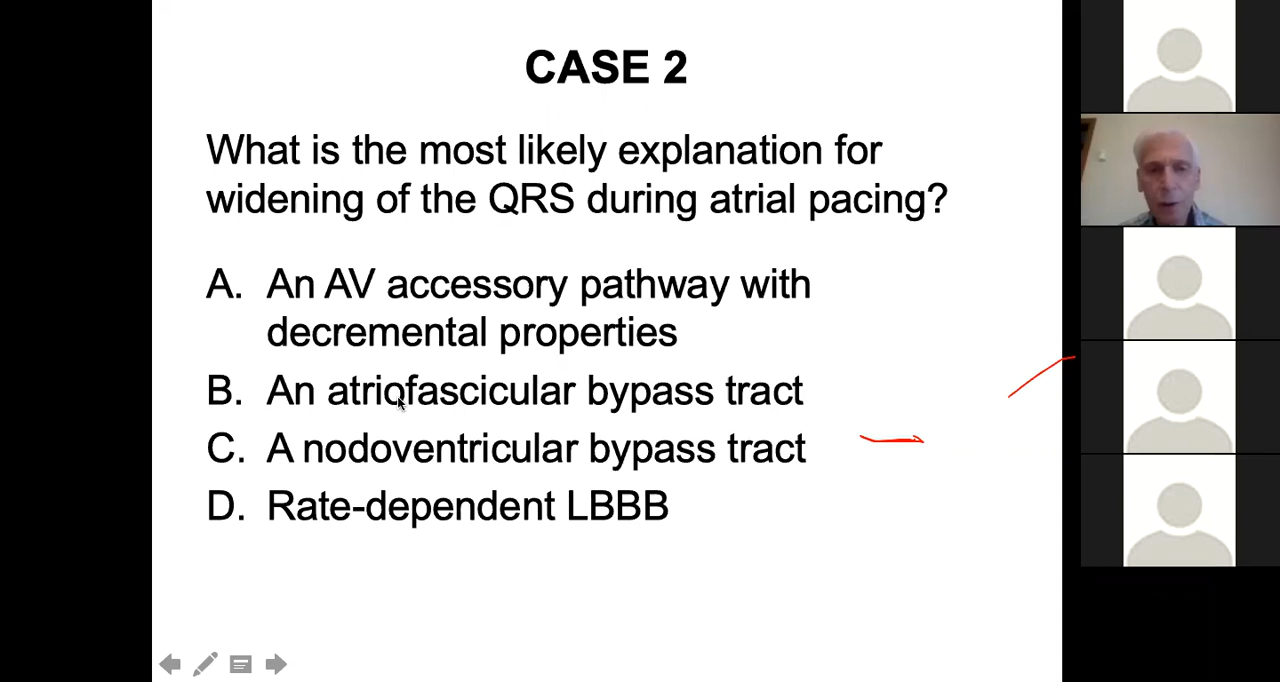 CASE 2
What is the most likely explanation for
widening of the QRS during atrial pacing?
A. An AV accessory pathway with
decremental properties
B. An atriofascicular bypass tract
C. A nodoventricular bypass tract
D. Rate-dependent LBBB